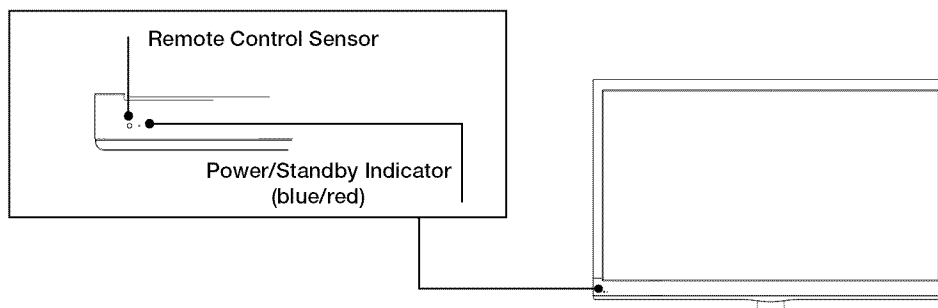 Remote Control Sensor
Power/Standby Indicator
(blue/red)